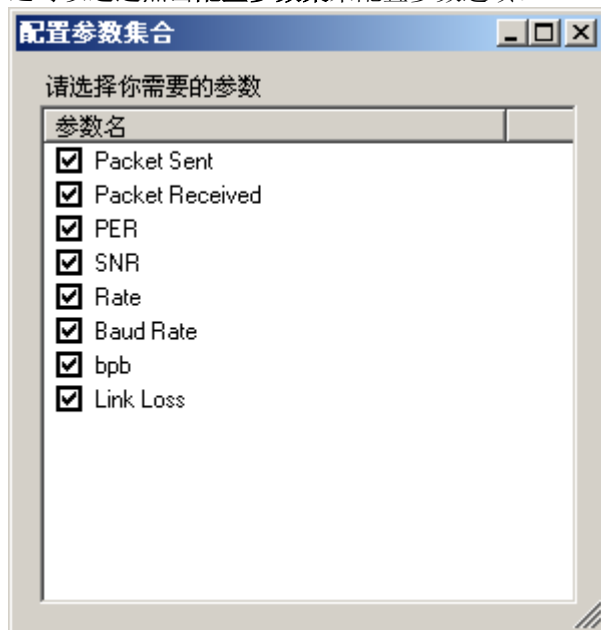 配置参数集合
请选择你需要的参数
参数名
Packet Sent
Packet Received
PER
SNR
Rate
Baud Rate
bpb
Link Loss